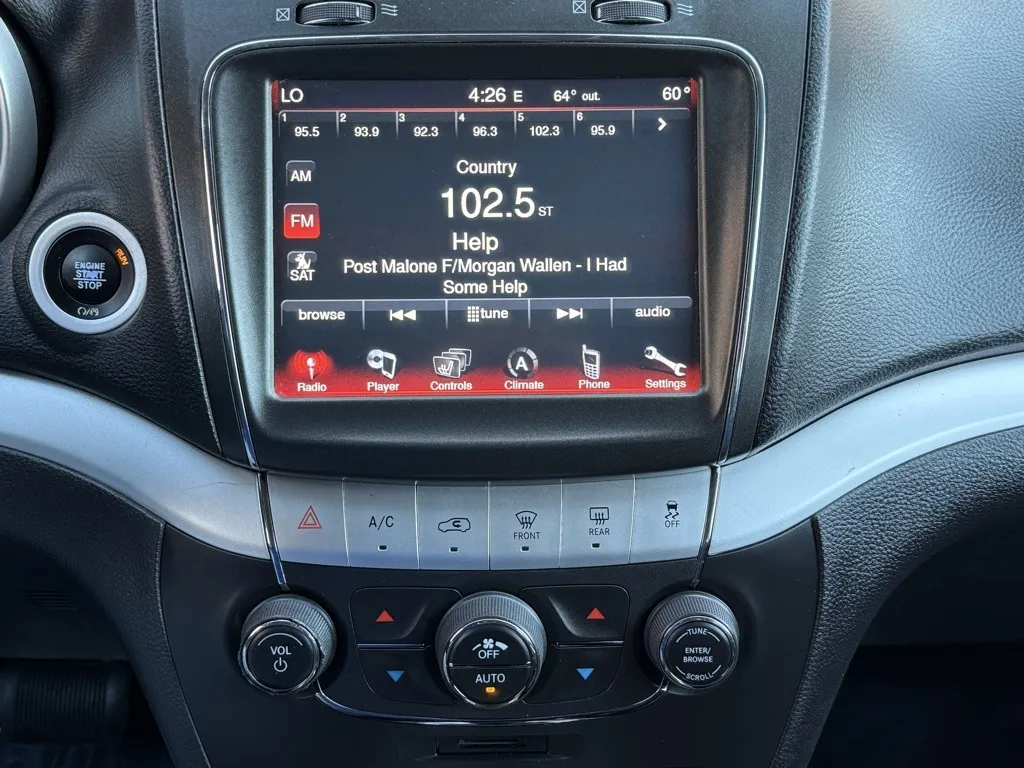 LO 4:26 E 64° out. 60°
1 2 3 4 5 6
95.5 93.9 92.3 96.3 102.3 95.9
AM
Country
FM
102.5 ST
Help
SAT
Post Malone F/Morgan Wallen - I Had
Some Help
browse tune audio
Radio Player Controls A Climate Phone Settings
ENGINE
START
STOP
RUN
A/C
FRONT
REAR
OFF
VOL
OFF
AUTO
TUNE
ENTER/
BROWSE
SCROLL